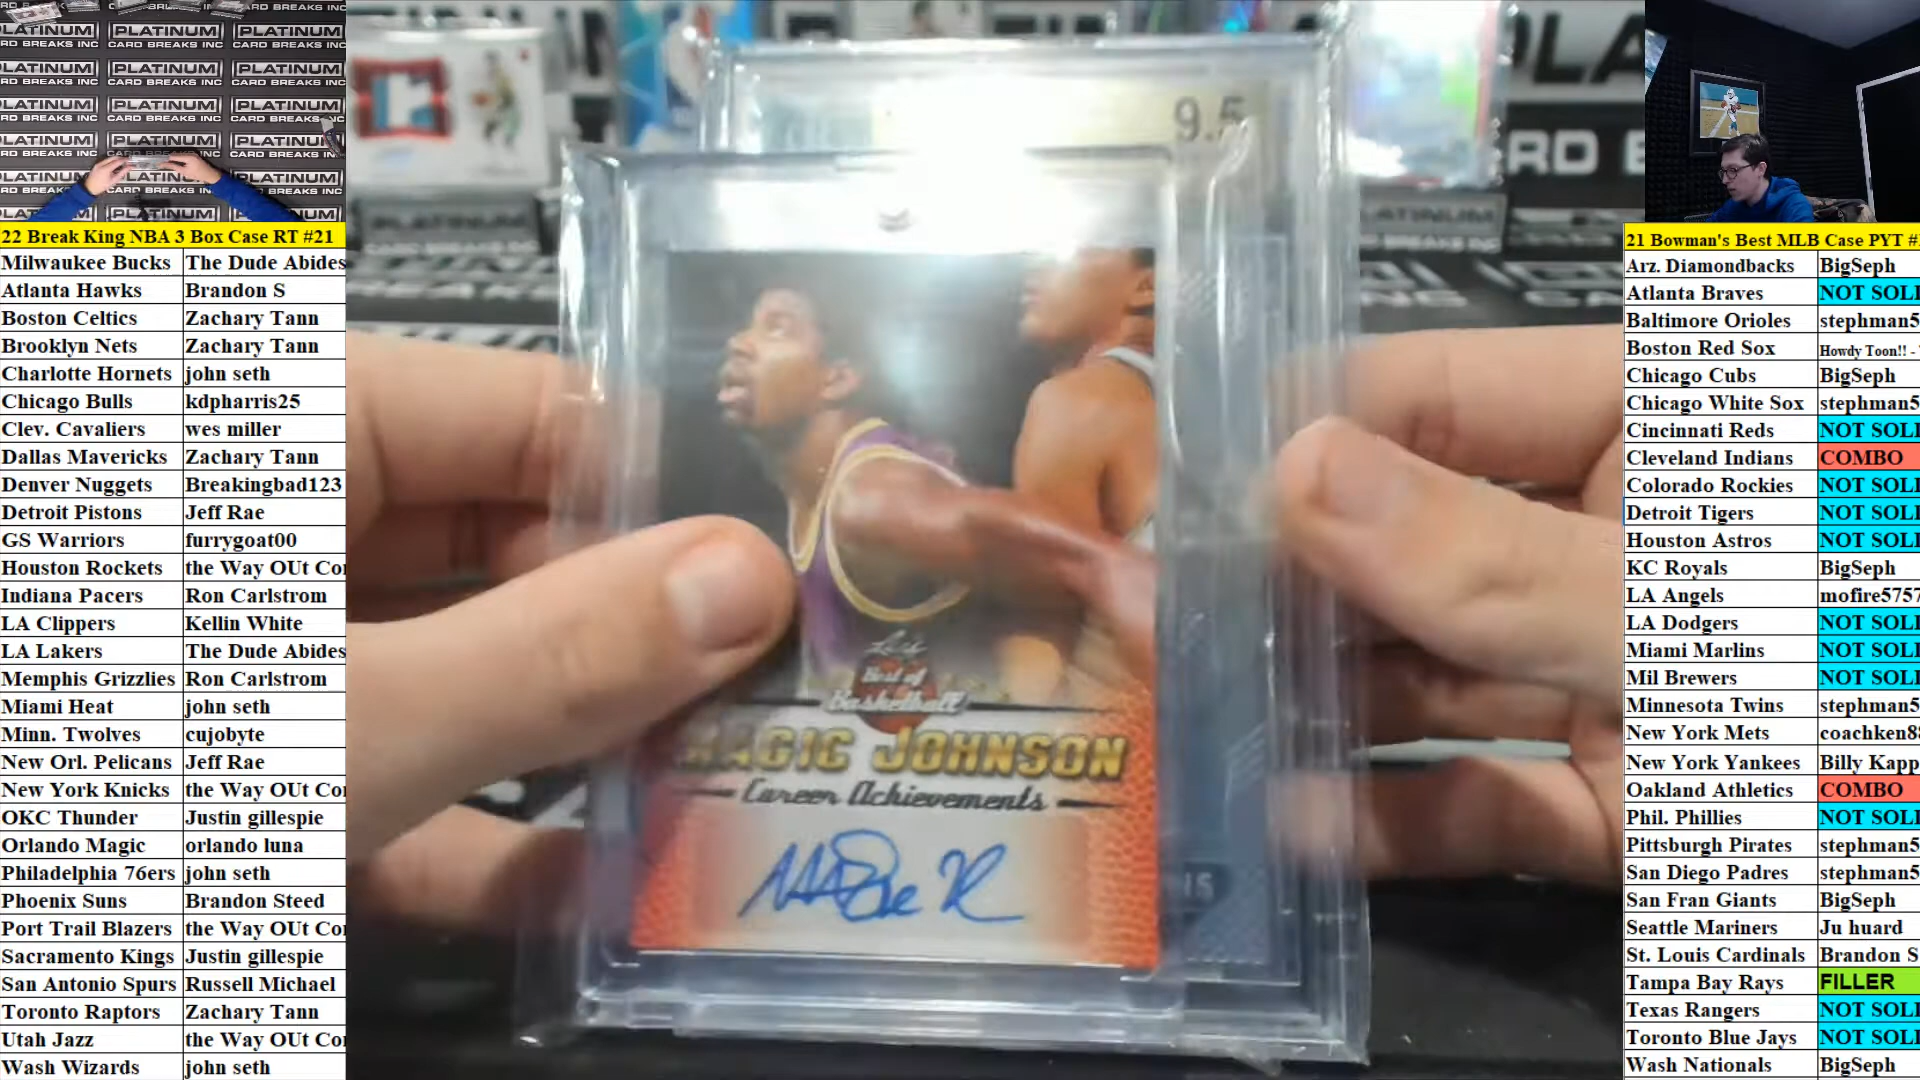 PLATINUM
CARD BREAKS INC
22 Break King NBA 3 Box Case RT #21
Milwaukee Bucks The Dude Abides
Atlanta Hawks Brandon S
Boston Celtics Zachary Tann
Brooklyn Nets Zachary Tann
Charlotte Hornets john seth
Chicago Bulls kdpharris25
Clev. Cavaliers wes miller
Dallas Mavericks Zachary Tann
Denver Nuggets Breakingbad123
Detroit Pistons Jeff Rae
GS Warriors furrygoat00
Houston Rockets the Way OUt
Indiana Pacers Ron Carlstrom
LA Clippers Kellin White
LA Lakers The Dude Abides
Memphis Grizzlies Ron Carlstrom
Miami Heat john seth
Minn. Twolves cujobyte
New Orl. Pelicans Jeff Rae
New York Knicks the Way OUt
OKC Thunder Justin gillespie
Orlando Magic orlando luna
Philadelphia 76ers john seth
Phoenix Suns Brandon Steed
Port Trail Blazers the Way OUt
Sacramento Kings Justin gillespie
San Antonio Spurs Russell Michael
Toronto Raptors Zachary Tann
Utah Jazz the Way OUt
Wash Wizards john seth
9.5
Best of
Basketball
MAGIC JOHNSON
Career Achievements
21 Bowman's Best MLB Case PYT
Arz. Diamondbacks BigSeph
Atlanta Braves NOT SOL
Baltimore Orioles stephman5
Boston Red Sox Howdy Toon!! -
Chicago Cubs BigSeph
Chicago White Sox stephman5
Cincinnati Reds NOT SOL
Cleveland Indians COMBO
Colorado Rockies NOT SOL
Detroit Tigers NOT SOL
Houston Astros NOT SOL
KC Royals BigSeph
LA Angels mofire5757
LA Dodgers NOT SOL
Miami Marlins NOT SOL
Mil Brewers NOT SOL
Minnesota Twins stephman5
New York Mets coachken8
New York Yankees Billy Kapp
Oakland Athletics COMBO
Phil. Phillies NOT SOL
Pittsburgh Pirates stephman5
San Diego Padres stephman5
San Fran Giants BigSeph
Seattle Mariners Ju huard
St. Louis Cardinals Brandon S
Tampa Bay Rays FILLER
Texas Rangers NOT SOL
Toronto Blue Jays NOT SOL
Wash Nationals BigSeph